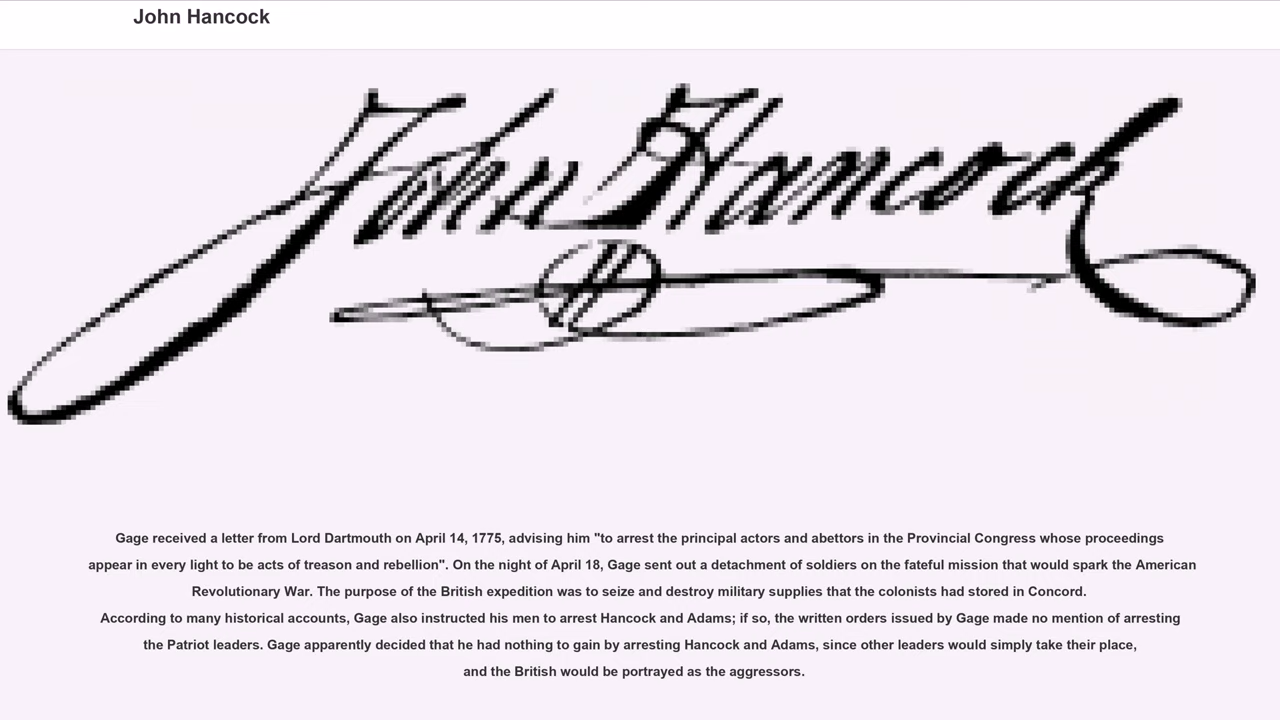 John Hancock
John Hancock
Gage received a letter from Lord Dartmouth on April 14, 1775, advising him "to arrest the principal actors and abettors in the Provincial Congress whose proceedings
appear in every light to be acts of treason and rebellion". On the night of April 18, Gage sent out a detachment of soldiers on the fateful mission that would spark the American
Revolutionary War. The purpose of the British expedition was to seize and destroy military supplies that the colonists had stored in Concord.
According to many historical accounts, Gage also instructed his men to arrest Hancock and Adams; if so, the written orders issued by Gage made no mention of arresting
the Patriot leaders. Gage apparently decided that he had nothing to gain by arresting Hancock and Adams, since other leaders would simply take their place,
and the British would be portrayed as the aggressors.